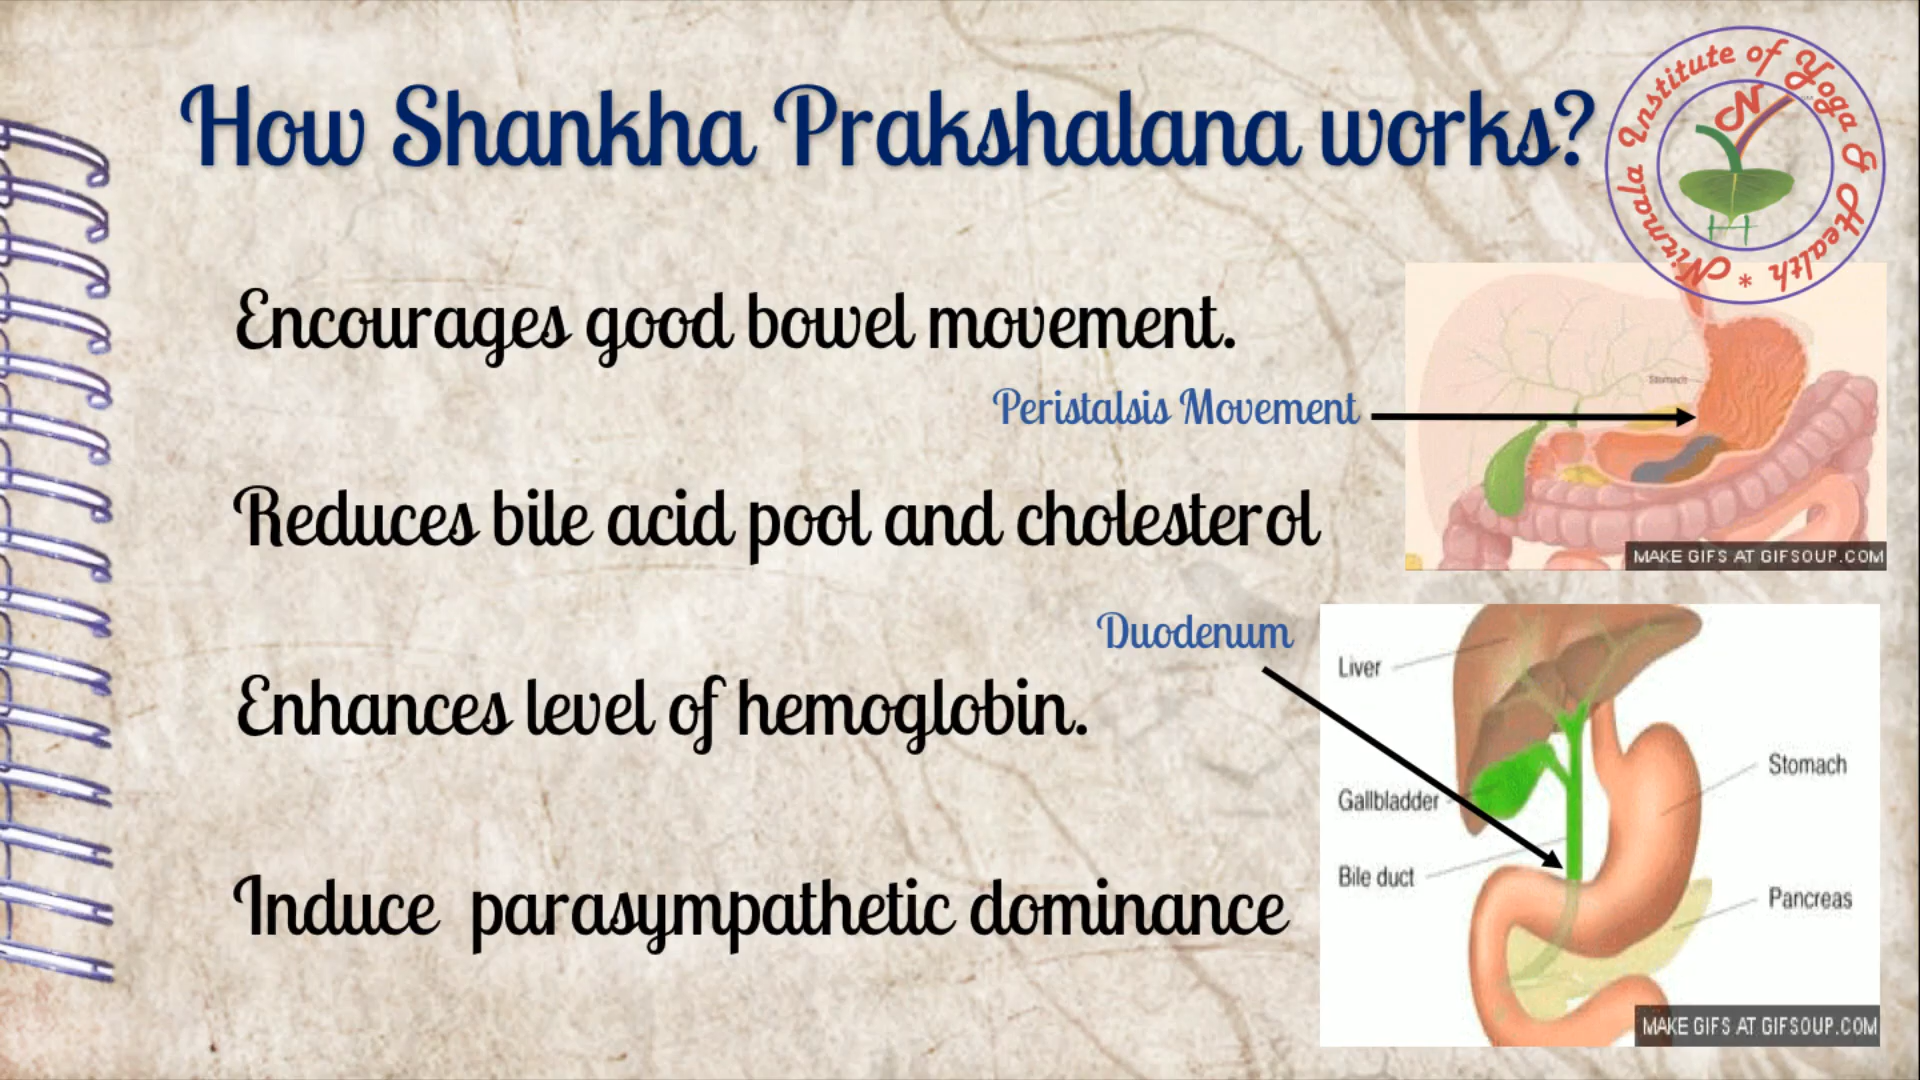 How Shankha Prakshalana works?
Nirmala Institute of Yoga & Health *
N
Encourages good bowel movement.
Stomach
Peristalsis Movement
Reduces bile acid pool and cholesterol
MAKE GIFS AT GIFSOUP.COM
Duodenum
Liver
Enhances level of hemoglobin.
Stomach
Gallbladder
Bile duct
Pancreas
Induce parasympathetic dominance
MAKE GIFS AT GIFSOUP.COM